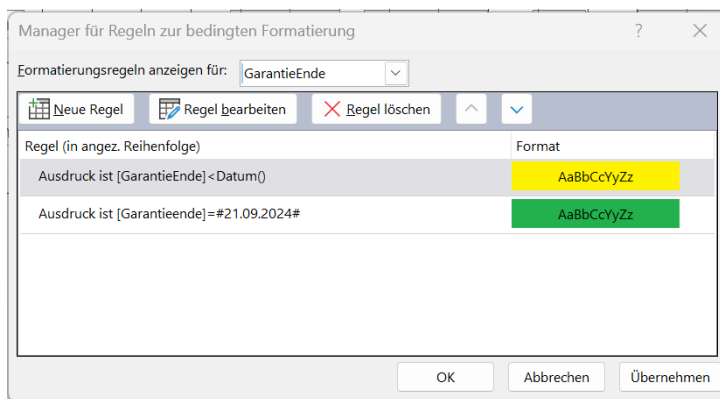 Manager für Regeln zur bedingten Formatierung ?
Formatierungsregeln anzeigen für: GarantieEnde
Neue Regel Regel bearbeiten Regel löschen
Regel (in angez. Reihenfolge) Format
Ausdruck ist [GarantieEnde]<Datum() AaBbCcYyZz
Ausdruck ist [Garantieende]=#21.09.2024# AaBbCcYyZz
OK Abbrechen Übernehmen